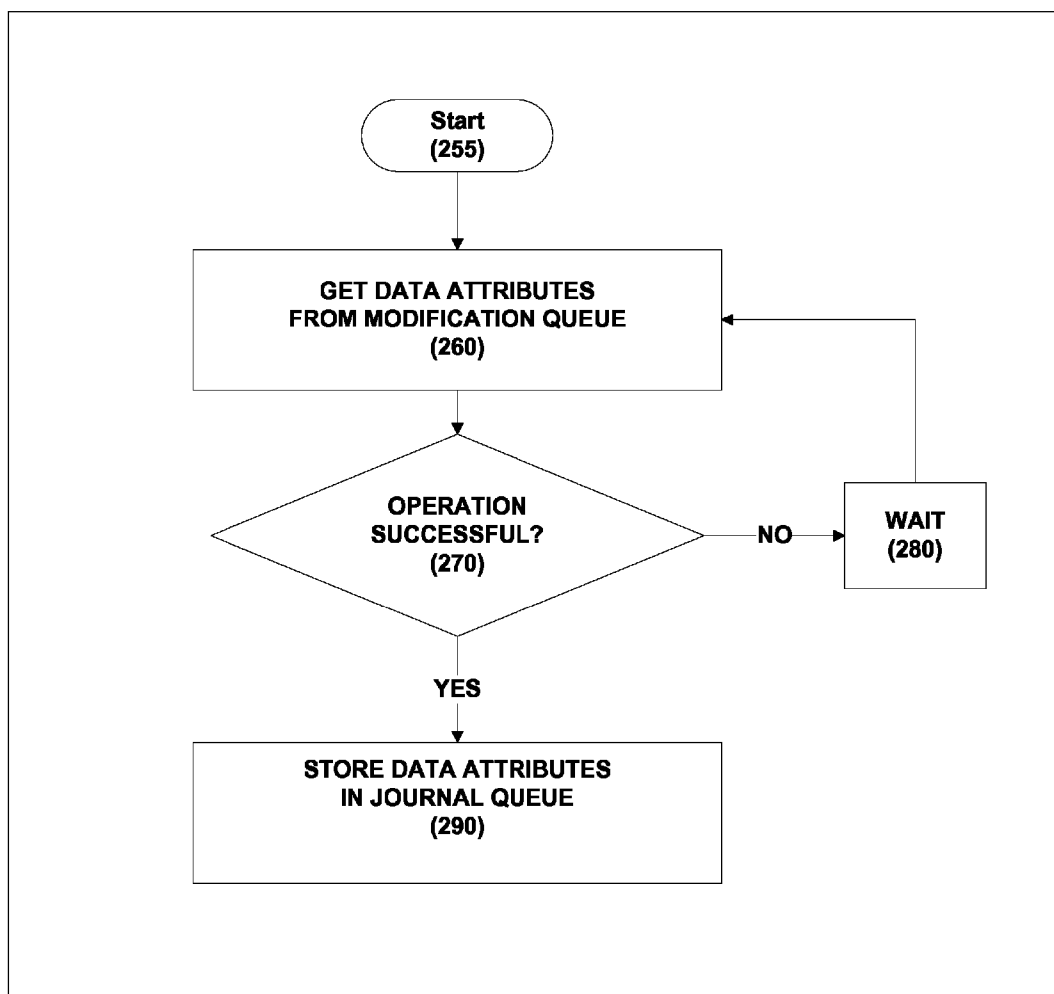 Start
(255)
GET DATA ATTRIBUTES
FROM MODIFICATION QUEUE
(260)
OPERATION
SUCCESSFUL?
(270)
NO
WAIT
(280)
YES
STORE DATA ATTRIBUTES
IN JOURNAL QUEUE
(290)